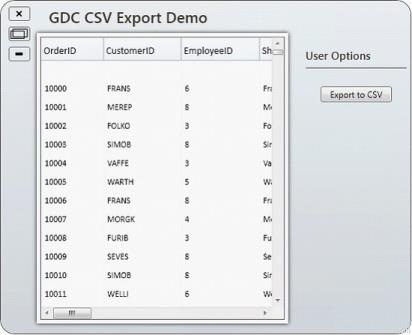 GDC CSV Export Demo
OrderID CustomerID EmployeeID Sh
10000 FRANS 6 Fra
10001 MEREP 8 Me
10002 FOLKO 3 Fo
10003 SIMOB 8 Sir
10004 VAFFE 3 Va
10005 WARTH 5 Wa
10006 FRANS 8 Fra
10007 MORGK 4 Mo
10008 FURIB 3 Fu
10009 SEVES 8 Se
10010 SIMOB 8 Sir
10011 WELLI 6 We
User Options
Export to CSV